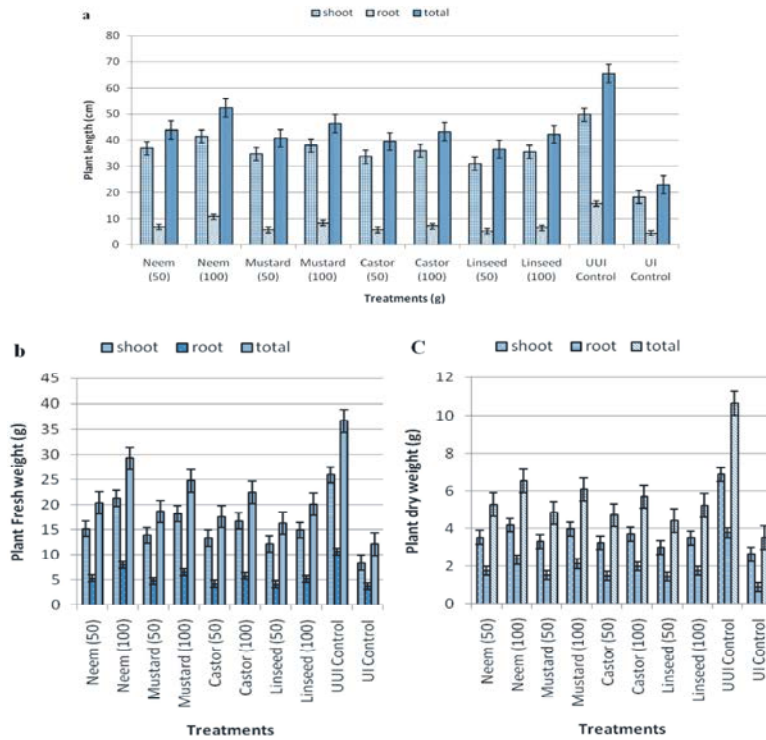 a
shoot root total
Plant length (cm)
80
70
60
50
40
30
20
10
0
Neem (50)
Neem (100)
Mustard (50)
Mustard (100)
Castor (50)
Castor (100)
Linseed (50)
Linseed (100)
UUI Control
UI Control
Treatments (g)
b
shoot root total
Plant Fresh weight (g)
45
40
35
30
25
20
15
10
5
0
Neem (50)
Neem (100)
Mustard (50)
Mustard (100)
Castor (50)
Castor (100)
Linseed (50)
Linseed (100)
UUI Control
UI Control
Treatments
C
shoot root total
Plant dry weight (g)
12
10
8
6
4
2
0
Neem (50)
Neem (100)
Mustard (50)
Mustard (100)
Castor (50)
Castor (100)
Linseed (50)
Linseed (100)
UUI Control
UI Control
Treatments